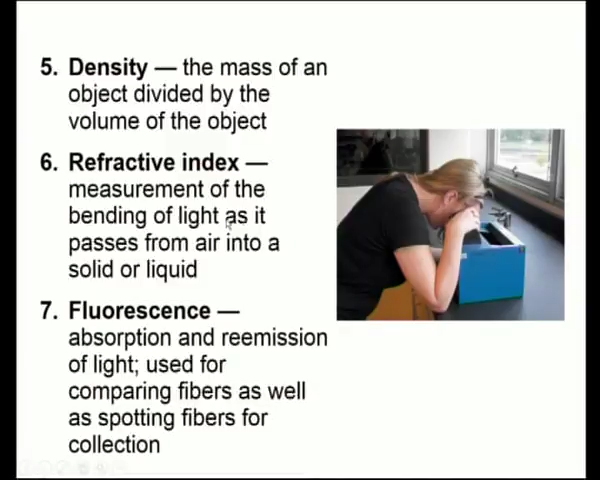 5. Density — the mass of an
object divided by the
volume of the object
6. Refractive index —
measurement of the
bending of light as it
passes from air into a
solid or liquid
7. Fluorescence —
absorption and reemission
of light; used for
comparing fibers as well
as spotting fibers for
collection